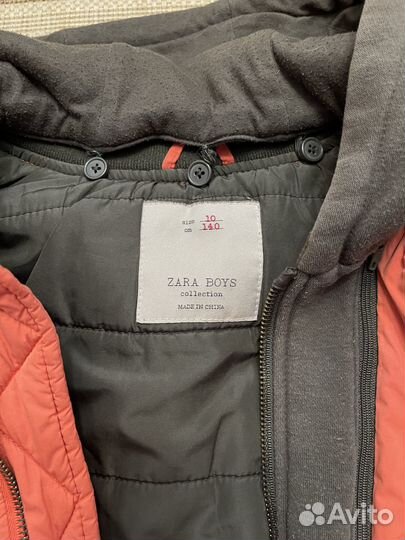 size 10
cm 140
ZARA BOYS
collection
MADE IN CHINA
Avito